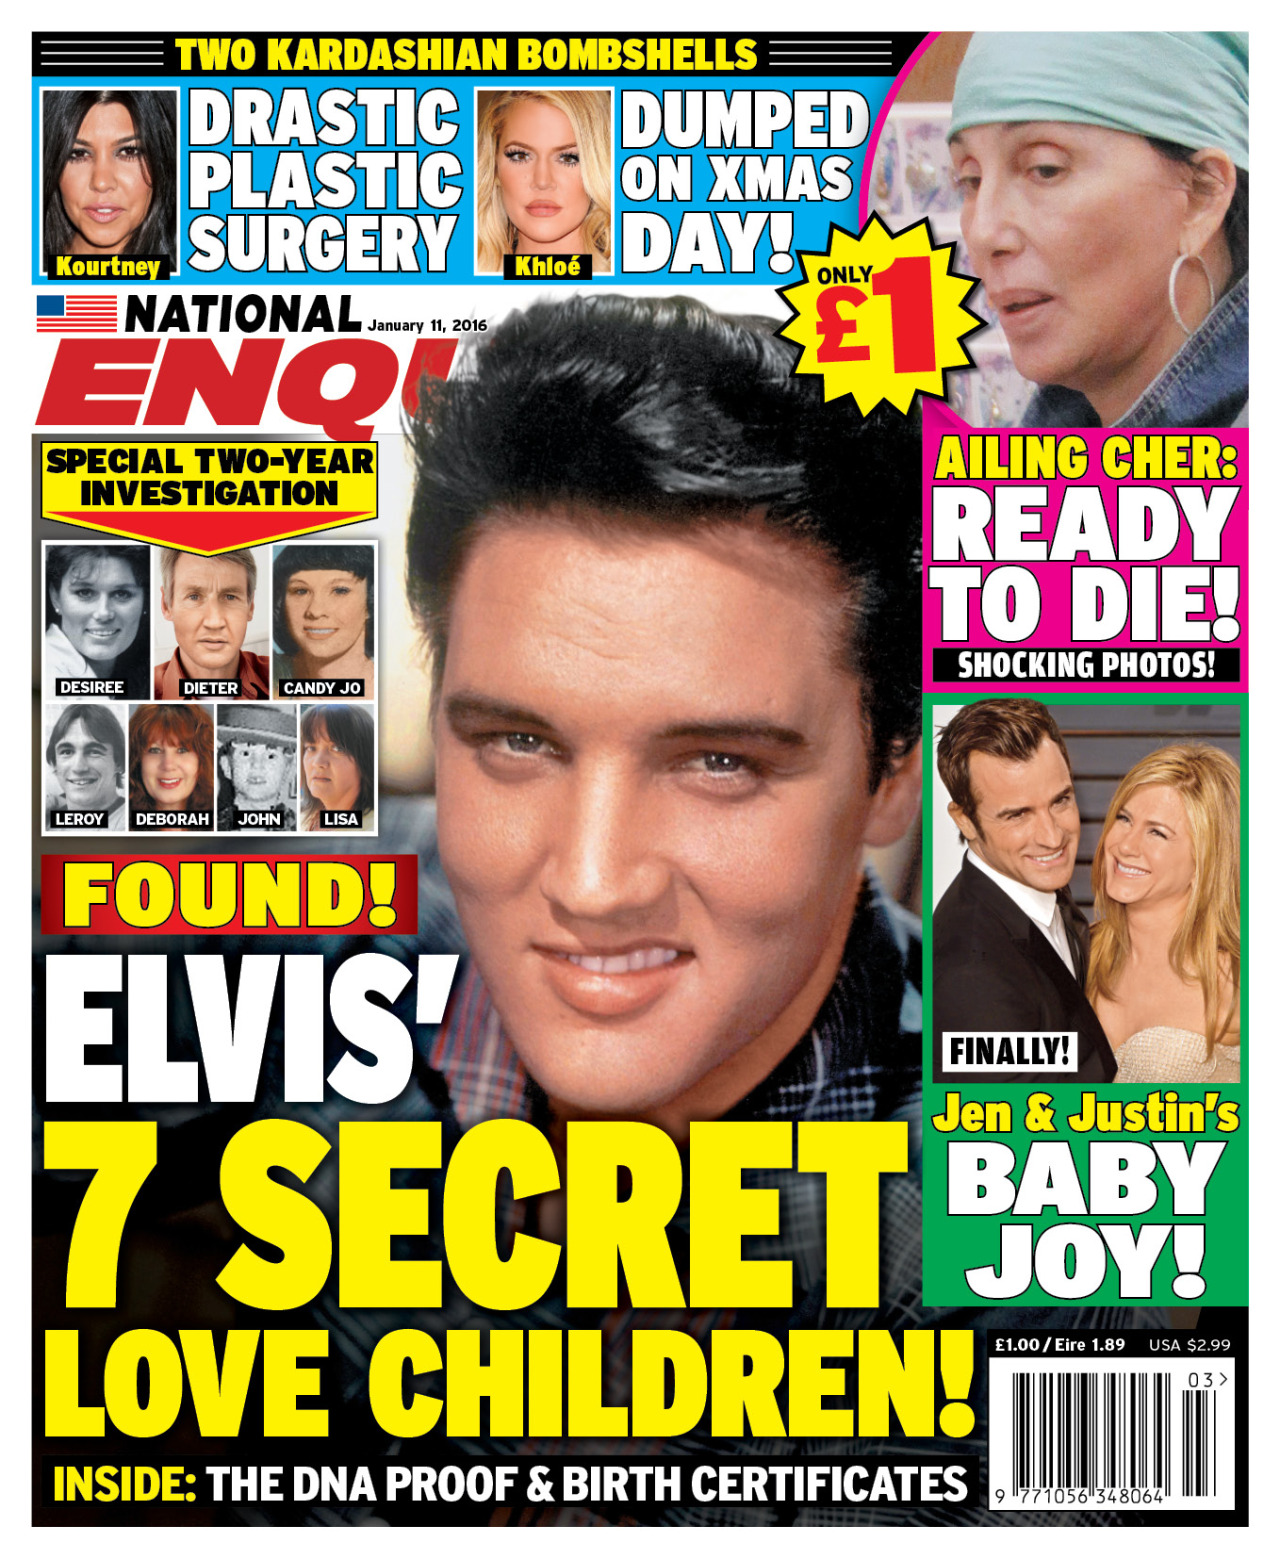 TWO KARDASHIAN BOMBSHELLS
DRASTIC
PLASTIC
SURGERY
Kourtney
DUMPED
ON XMAS
DAY!
Khloé
ONLY
£1
NATIONAL
January 11, 2016
ENQU
SPECIAL TWO-YEAR
INVESTIGATION
DESIREE
DIETER
CANDY JO
LEROY
DEBORAH
JOHN
LISA
FOUND!
ELVIS'
7 SECRET
LOVE CHILDREN!
INSIDE: THE DNA PROOF & BIRTH CERTIFICATES
AILING CHER:
READY
TO DIE!
SHOCKING PHOTOS!
FINALLY!
Jen & Justin's
BABY
JOY!
£1.00 / Eire 1.89 USA $2.99
03>
9 771056 348064